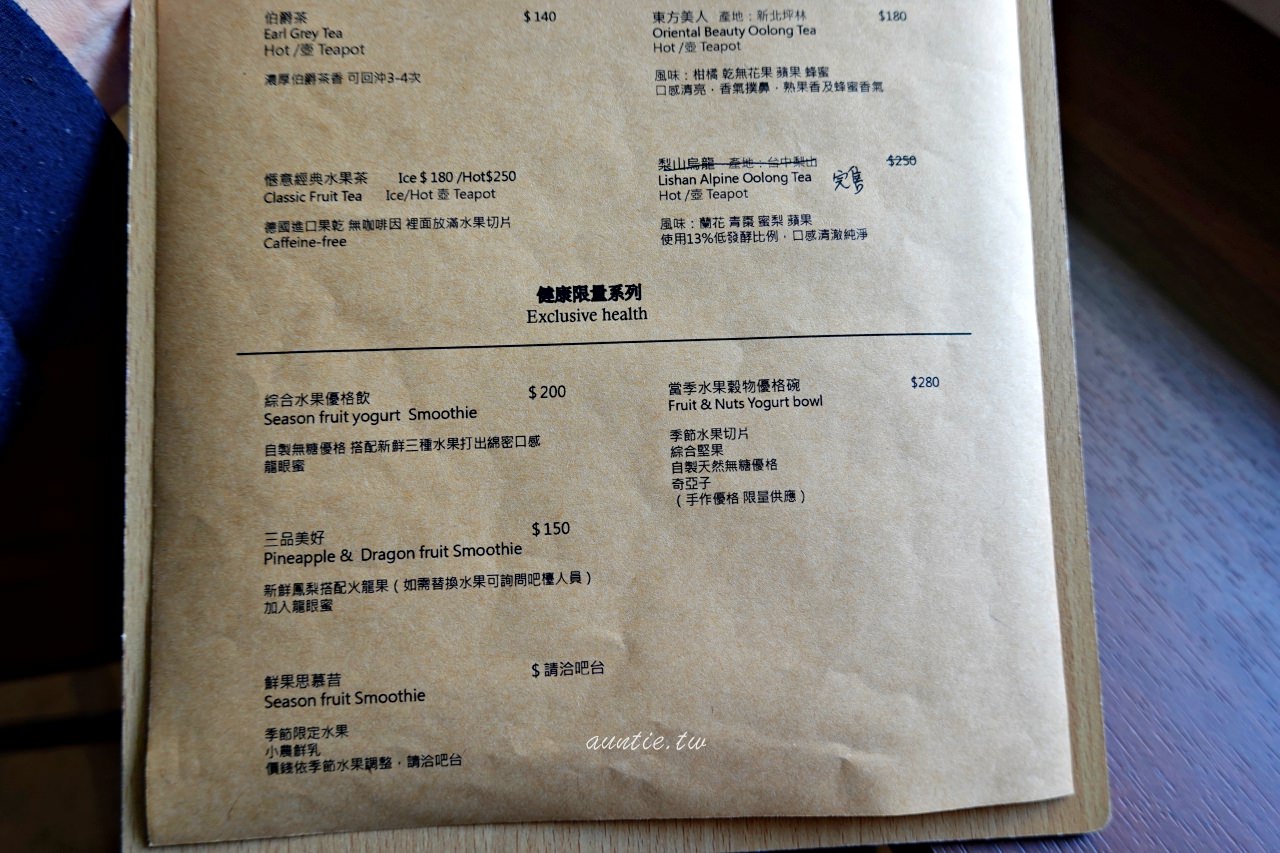 伯爵茶 $140
Earl Grey Tea
Hot /壺 Teapot
濃厚伯爵茶香 可回沖3-4次
東方美人 產地：新北坪林 $180
Oriental Beauty Oolong Tea
Hot /壺 Teapot
風味：柑橘 乾無花果 蘋果 蜂蜜
口感清亮，香氣撲鼻，熟果香及蜂蜜香氣
愜意經典水果茶 Ice $ 180 /Hot$250
Classic Fruit Tea Ice/Hot 壺 Teapot
德國進口果乾 無咖啡因 裡面放滿水果切片
Caffeine-free
梨山烏龍 產地：台中梨山 $250
Lishan Alpine Oolong Tea 完售
Hot /壺 Teapot
風味：蘭花 青棗 蜜梨 蘋果
使用13%低發酵比例，口感清澈純淨
健康限量系列
Exclusive health
綜合水果優格飲 $ 200
Season fruit yogurt Smoothie
自製無糖優格 搭配新鮮三種水果打出綿密口感
龍眼蜜
當季水果穀物優格碗 $280
Fruit & Nuts Yogurt bowl
季節水果切片
綜合堅果
自製天然無糖優格
奇亞子
（手作優格 限量供應）
三品美好 $ 150
Pineapple & Dragon fruit Smoothie
新鮮鳳梨搭配火龍果（如需替換水果可詢問吧檯人員）
加入龍眼蜜
鮮果思慕昔 $ 請洽吧台
Season fruit Smoothie
季節限定水果
小農鮮乳
價錢依季節水果調整，請洽吧台
auntie.tw